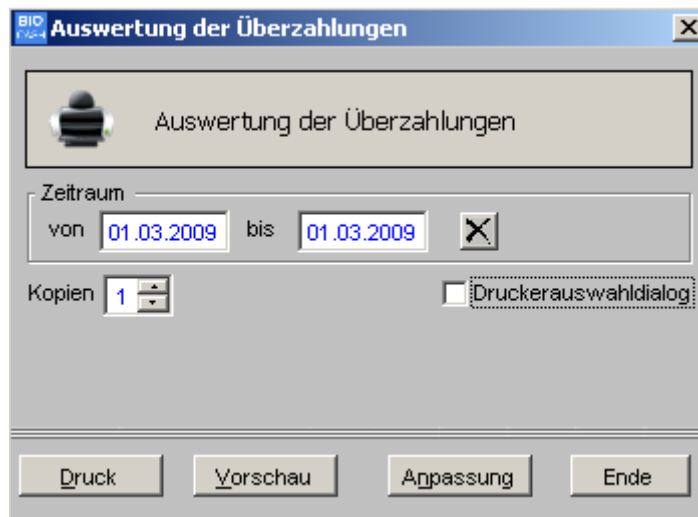 BIO CASH Auswertung der Überzahlungen
Auswertung der Überzahlungen
Zeitraum
von 01.03.2009 bis 01.03.2009 X
Kopien 1 Druckerauswahldialog
Druck Vorschau Anpassung Ende